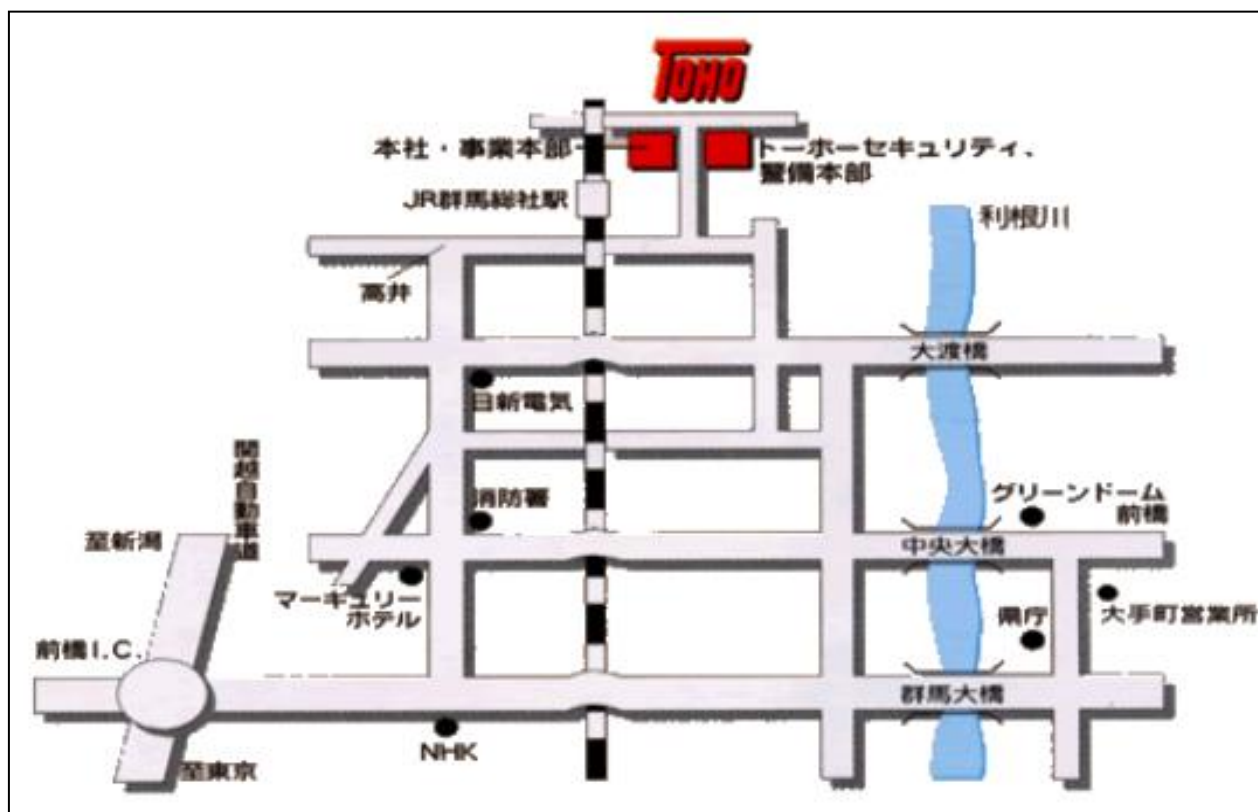 TOHO
本社・事業本部
トーホーセキュリティ、
警備本部
JR群馬総社駅
利根川
高井
大渡橋
日新電気
関越自動車道
消防署
グリーンドーム
前橋
至新潟
中央大橋
マーキュリー
ホテル
県庁
大手町営業所
前橋I.C.
群馬大橋
NHK
至東京